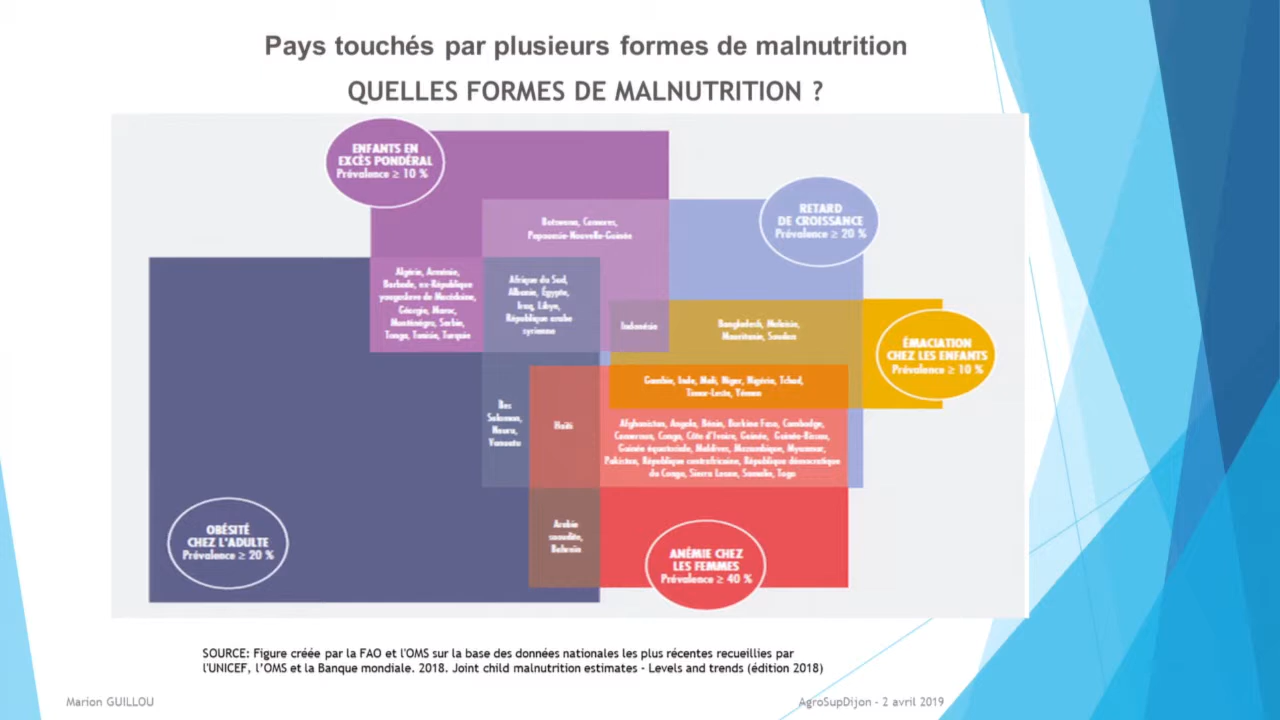 Pays touchés par plusieurs formes de malnutrition
QUELLES FORMES DE MALNUTRITION ?
ENFANTS EN
EXCÈS PONDÉRAL
Prévalence ≥ 10 %
RETARD
DE CROISSANCE
Prévalence ≥ 20 %
Botswana, Comores,
Papouasie-Nouvelle-Guinée
Algérie, Arménie,
Barbade, ex-République
yougoslave de Macédoine,
Géorgie, Maroc,
Monténégro, Serbie,
Tonga, Tunisie, Turquie
Afrique du Sud,
Albanie, Égypte,
Iraq, Libye,
République arabe
syrienne
Indonésie
Bangladesh, Malaisie,
Mauritanie, Soudan
ÉMACIATION
CHEZ LES ENFANTS
Prévalence ≥ 10 %
Gambie, Inde, Mali, Niger, Nigéria, Tchad,
Timor-Leste, Yémen
Îles
Salomon,
Nauru,
Vanuatu
Haïti
Afghanistan, Angola, Bénin, Burkina Faso, Cambodge,
Cameroun, Congo, Côte d'Ivoire, Guinée, Guinée-Bissau,
Guinée équatoriale, Maldives, Mozambique, Myanmar,
Pakistan, République centrafricaine, République démocratique
du Congo, Sierra Leone, Somalie, Togo
Arabie
saoudite,
Bahreïn
OBÉSITÉ
CHEZ L'ADULTE
Prévalence ≥ 20 %
ANÉMIE CHEZ
LES FEMMES
Prévalence ≥ 40 %
SOURCE: Figure créée par la FAO et l'OMS sur la base des données nationales les plus récentes recueillies par
l'UNICEF, l'OMS et la Banque mondiale. 2018. Joint child malnutrition estimates - Levels and trends (édition 2018)
Marion GUILLOU
AgroSupDijon - 2 avril 2019